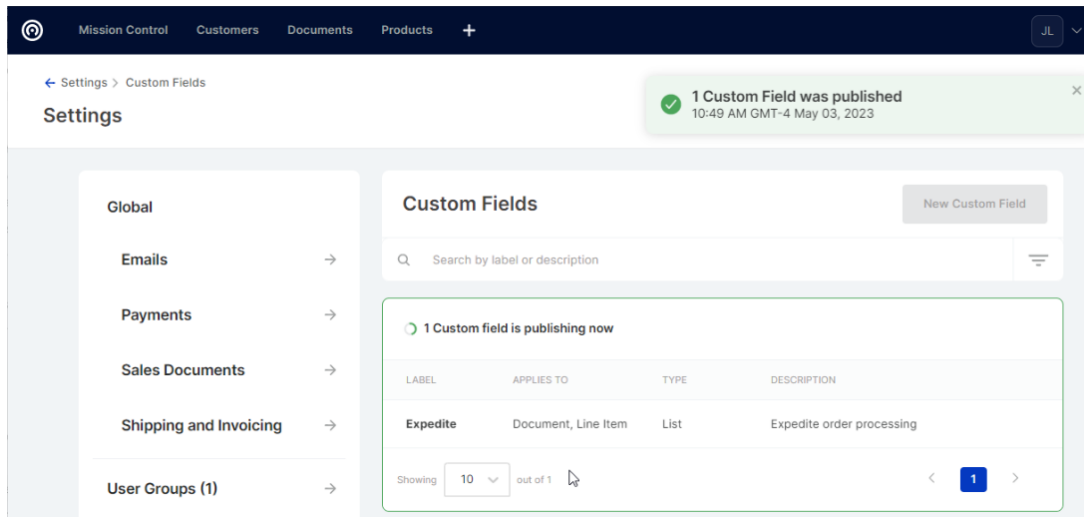 Mission Control Customers Documents Products + JL
← Settings > Custom Fields
Settings
1 Custom Field was published
10:49 AM GMT-4 May 03, 2023
Global
Emails
Payments
Sales Documents
Shipping and Invoicing
User Groups (1)
Custom Fields New Custom Field
Search by label or description
1 Custom field is publishing now
LABEL APPLIES TO TYPE DESCRIPTION
Expedite Document, Line Item List Expedite order processing
Showing 10 out of 1 < 1 >